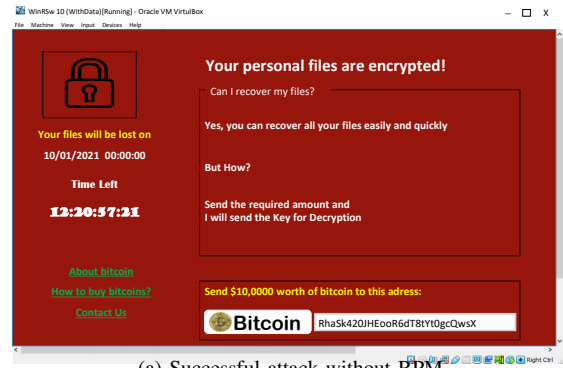 WinRSw 10 (WithData)[Running] - Oracle VM VirtulBox
File Machine View Input Devices Help
Your personal files are encrypted!
Can I recover my files?
Yes, you can recover all your files easily and quickly
But How?
Send the required amount and
I will send the Key for Decryption
Your files will be lost on
10/01/2021 00:00:00
Time Left
12:20:57:21
About bitcoin
How to buy bitcoins?
Contact Us
Send $10,0000 worth of bitcoin to this adress:
Bitcoin
RhaSk420JHEooR6dT8tYt0gcQwsX
Right Ctrl
(a) Successful attack without RPM